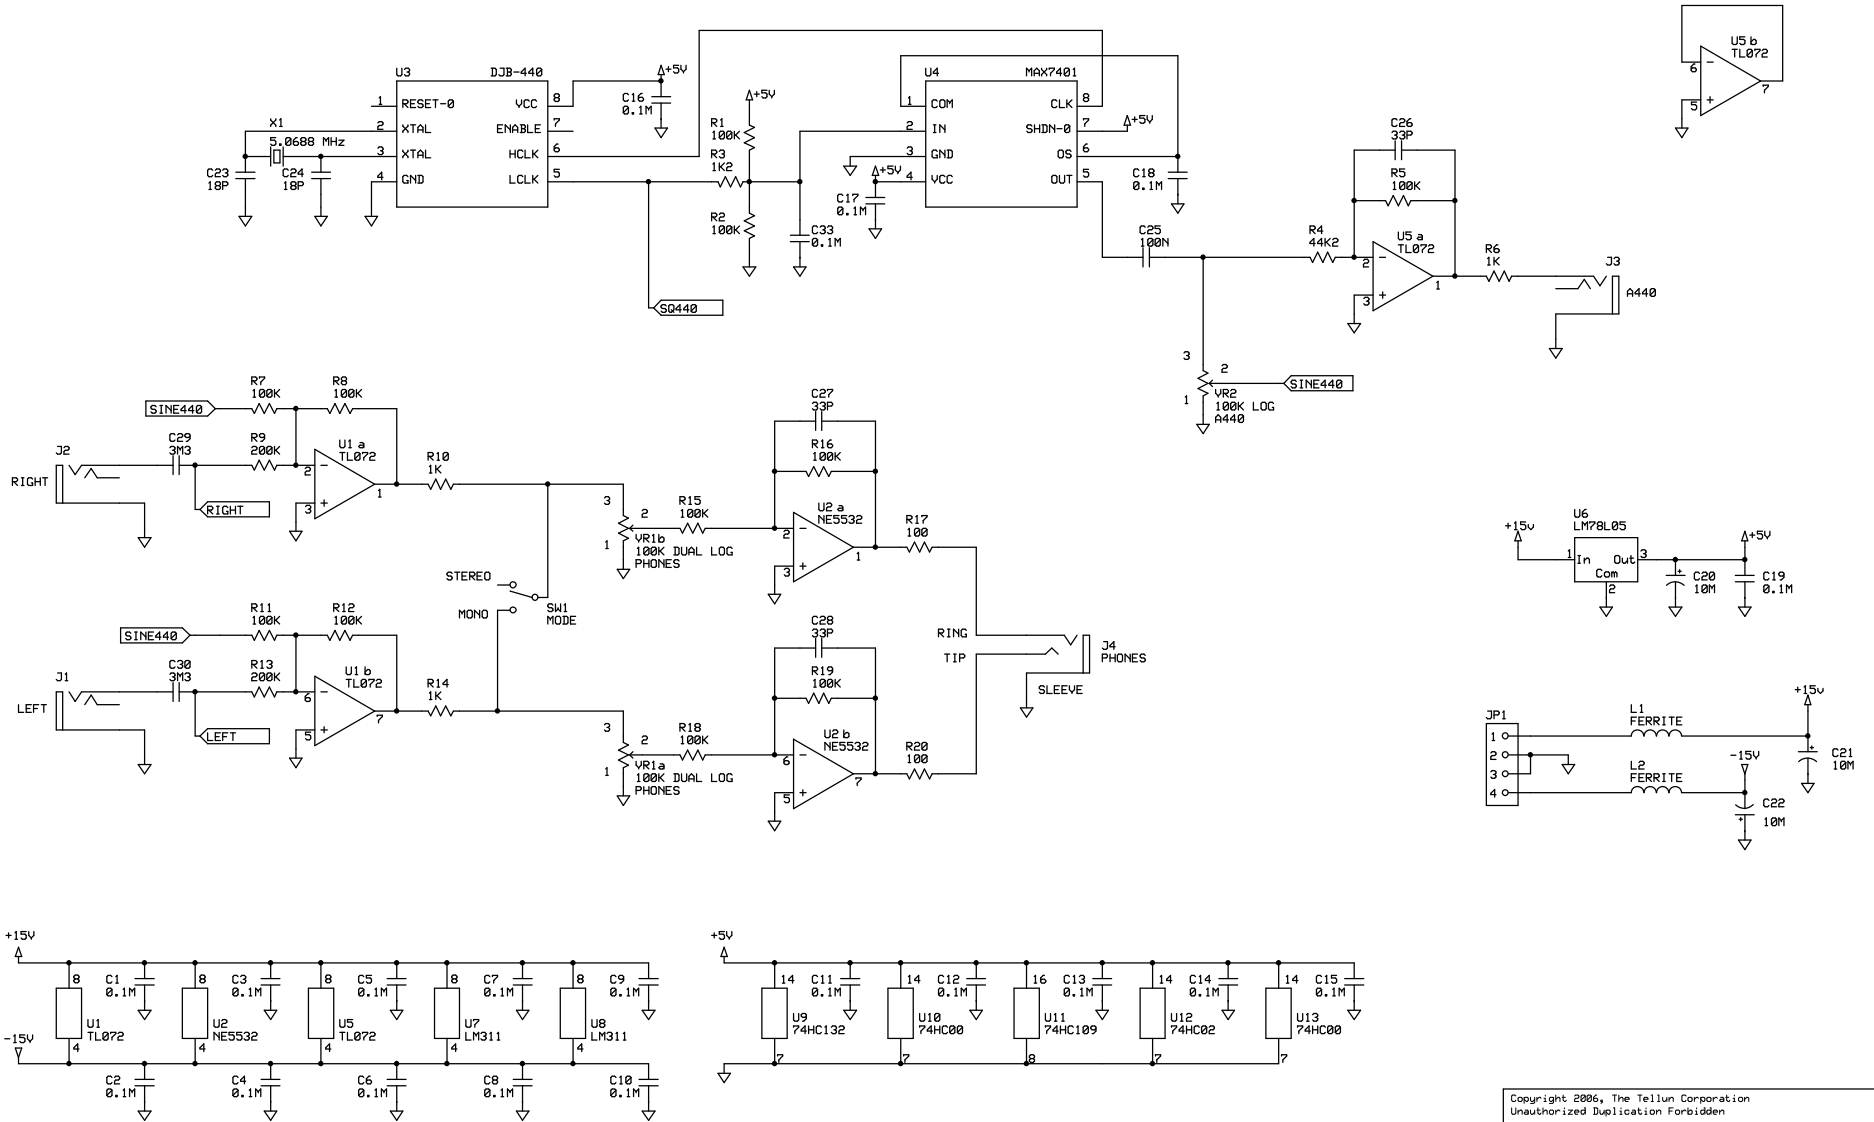 U3 DJB-440
1 RESET-0 VCC 8
2 XTAL ENABLE 7
3 XTAL HCLK 6
4 GND LCLK 5
X1
5.0688 MHz
C23
18P
C24
18P
+5V
C16
0.1M
+5V
R1
100K
R3
1K2
R2
100K
C33
0.1M
SQ440
U4 MAX7401
1 COM CLK 8
2 IN SHDN-0 7
3 GND OS 6
4 VCC OUT 5
+5V
+5V
C17
0.1M
C18
0.1M
C25
100N
3
2
1
VR2
100K LOG
A440
SINE440
R4
44K2
C26
33P
R5
100K
U5 a
TL072
2
3
1
R6
1K
J3
A440
U5 b
TL072
6
5
7
SINE440
R7
100K
R8
100K
J2
RIGHT
C29
3M3
R9
200K
RIGHT
U1 a
TL072
2
3
1
R10
1K
3
2
1
VR1b
100K DUAL LOG
PHONES
R15
100K
C27
33P
R16
100K
U2 a
NE5532
2
3
1
R17
100
STEREO
MONO
SW1
MODE
SINE440
R11
100K
R12
100K
J1
LEFT
C30
3M3
R13
200K
LEFT
U1 b
TL072
6
5
7
R14
1K
3
2
1
VR1a
100K DUAL LOG
PHONES
R18
100K
C28
33P
R19
100K
U2 b
NE5532
6
5
7
R20
100
RING
TIP
SLEEVE
J4
PHONES
+15v
U6
LM78L05
1 In Out 3
Com
2
+5V
C20
10M
C19
0.1M
JP1
1
2
3
4
L1
FERRITE
L2
FERRITE
+15v
-15V
C21
10M
C22
10M
+15V
8 C1 0.1M
8 C3 0.1M
8 C5 0.1M
8 C7 0.1M
8 C9 0.1M
U1
TL072
4
U2
NE5532
4
U5
TL072
4
U7
LM311
4
U8
LM311
4
-15V
C2
0.1M
C4
0.1M
C6
0.1M
C8
0.1M
C10
0.1M
+5V
14 C11 0.1M
14 C12 0.1M
16 C13 0.1M
14 C14 0.1M
14 C15 0.1M
U9
74HC132
7
U10
74HC00
7
U11
74HC109
8
U12
74HC02
7
U13
74HC00
7
Copyright 2006, The Tellun Corporation
Unauthorized Duplication Forbidden